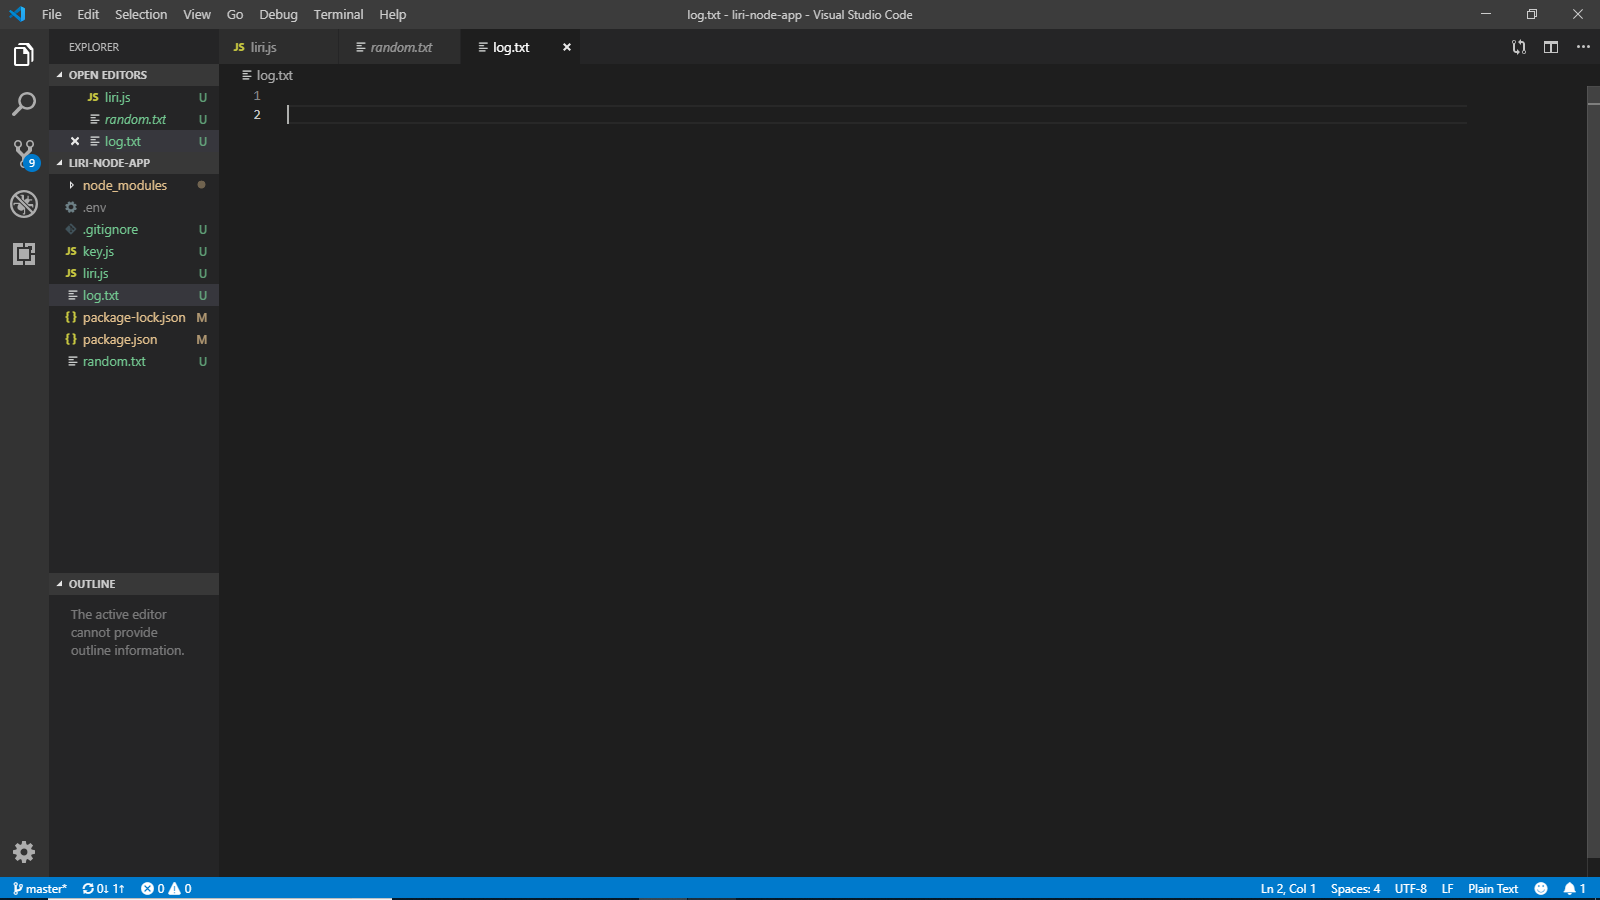 File Edit Selection View Go Debug Terminal Help
log.txt - liri-node-app - Visual Studio Code
EXPLORER
JS liri.js
random.txt
log.txt
OPEN EDITORS
JS liri.js U
random.txt U
log.txt U
LIRI-NODE-APP
node_modules
.env
.gitignore U
JS key.js U
JS liri.js U
log.txt U
{} package-lock.json M
{} package.json M
random.txt U
9
log.txt
1
2
OUTLINE
The active editor
cannot provide
outline information.
master* 0↓ 1↑ 0 0
Ln 2, Col 1 Spaces: 4 UTF-8 LF Plain Text 1